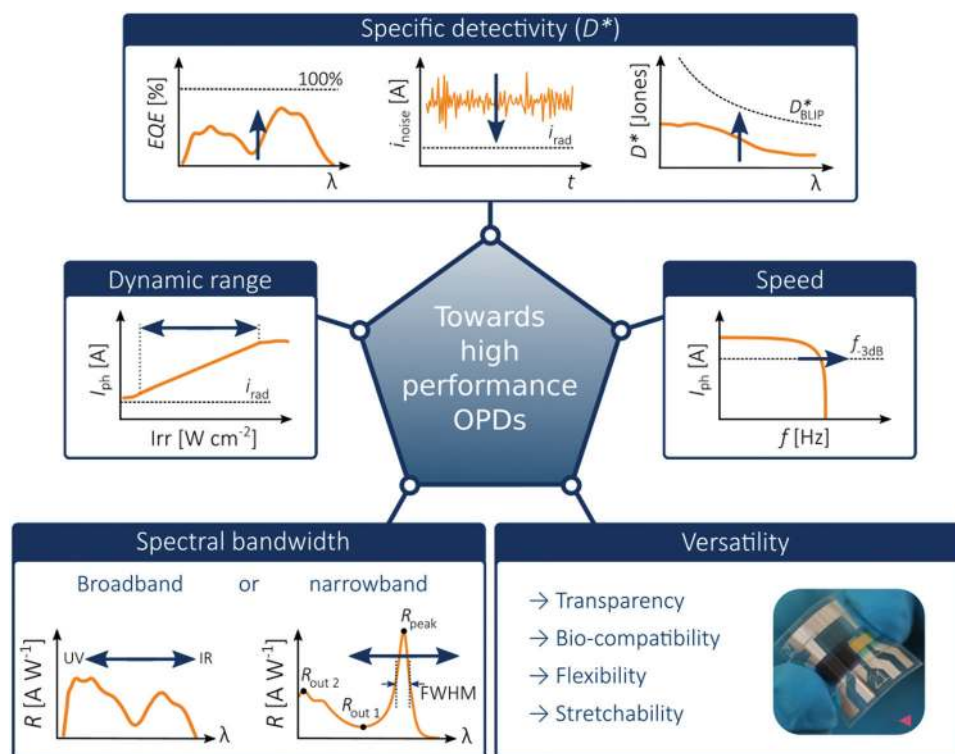 Specific detectivity (D*)
EQE [%]
100%
λ
i_noise [A]
i_rad
t
D* [Jones]
D*_BLIP
λ
Dynamic range
I_ph [A]
i_rad
Irr [W cm⁻²]
Towards
high
performance
OPDs
Speed
I_ph [A]
f_-3dB
f [Hz]
Spectral bandwidth
Broadband or narrowband
R [A W⁻¹]
UV
IR
λ
R [A W⁻¹]
R_peak
R_out 2
R_out 1
FWHM
λ
Versatility
→ Transparency
→ Bio-compatibility
→ Flexibility
→ Stretchability